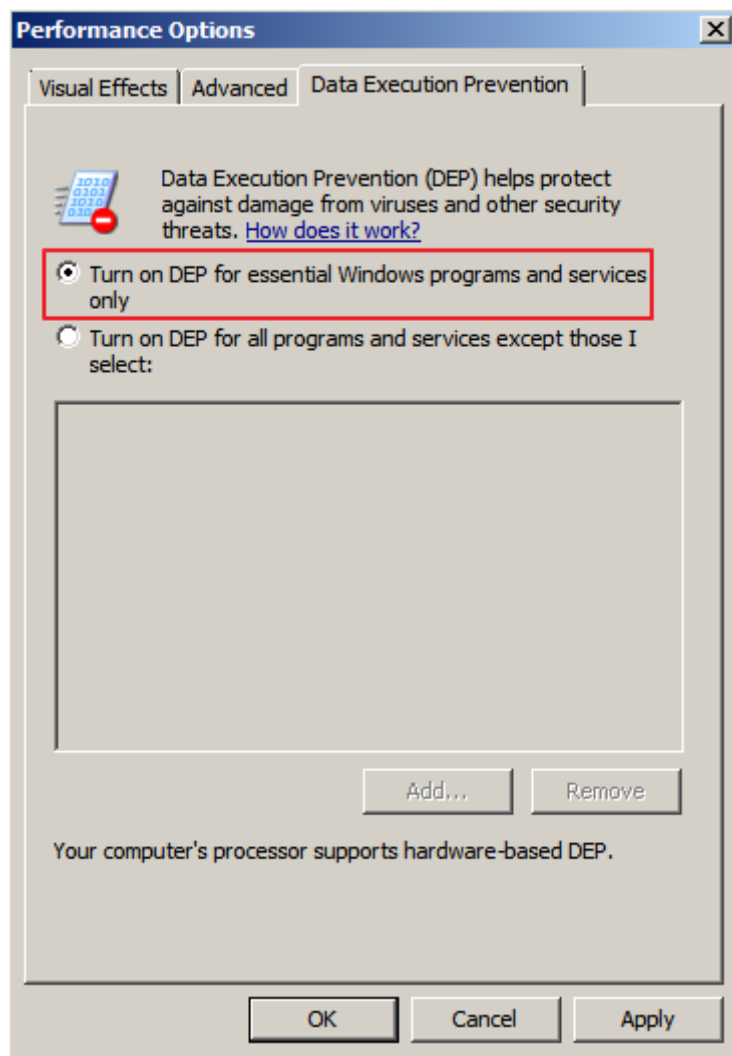 Performance Options
Visual Effects
Advanced
Data Execution Prevention
Data Execution Prevention (DEP) helps protect
against damage from viruses and other security
threats. How does it work?
Turn on DEP for essential Windows programs and services
only
Turn on DEP for all programs and services except those I
select:
Add...
Remove
Your computer's processor supports hardware-based DEP.
OK
Cancel
Apply